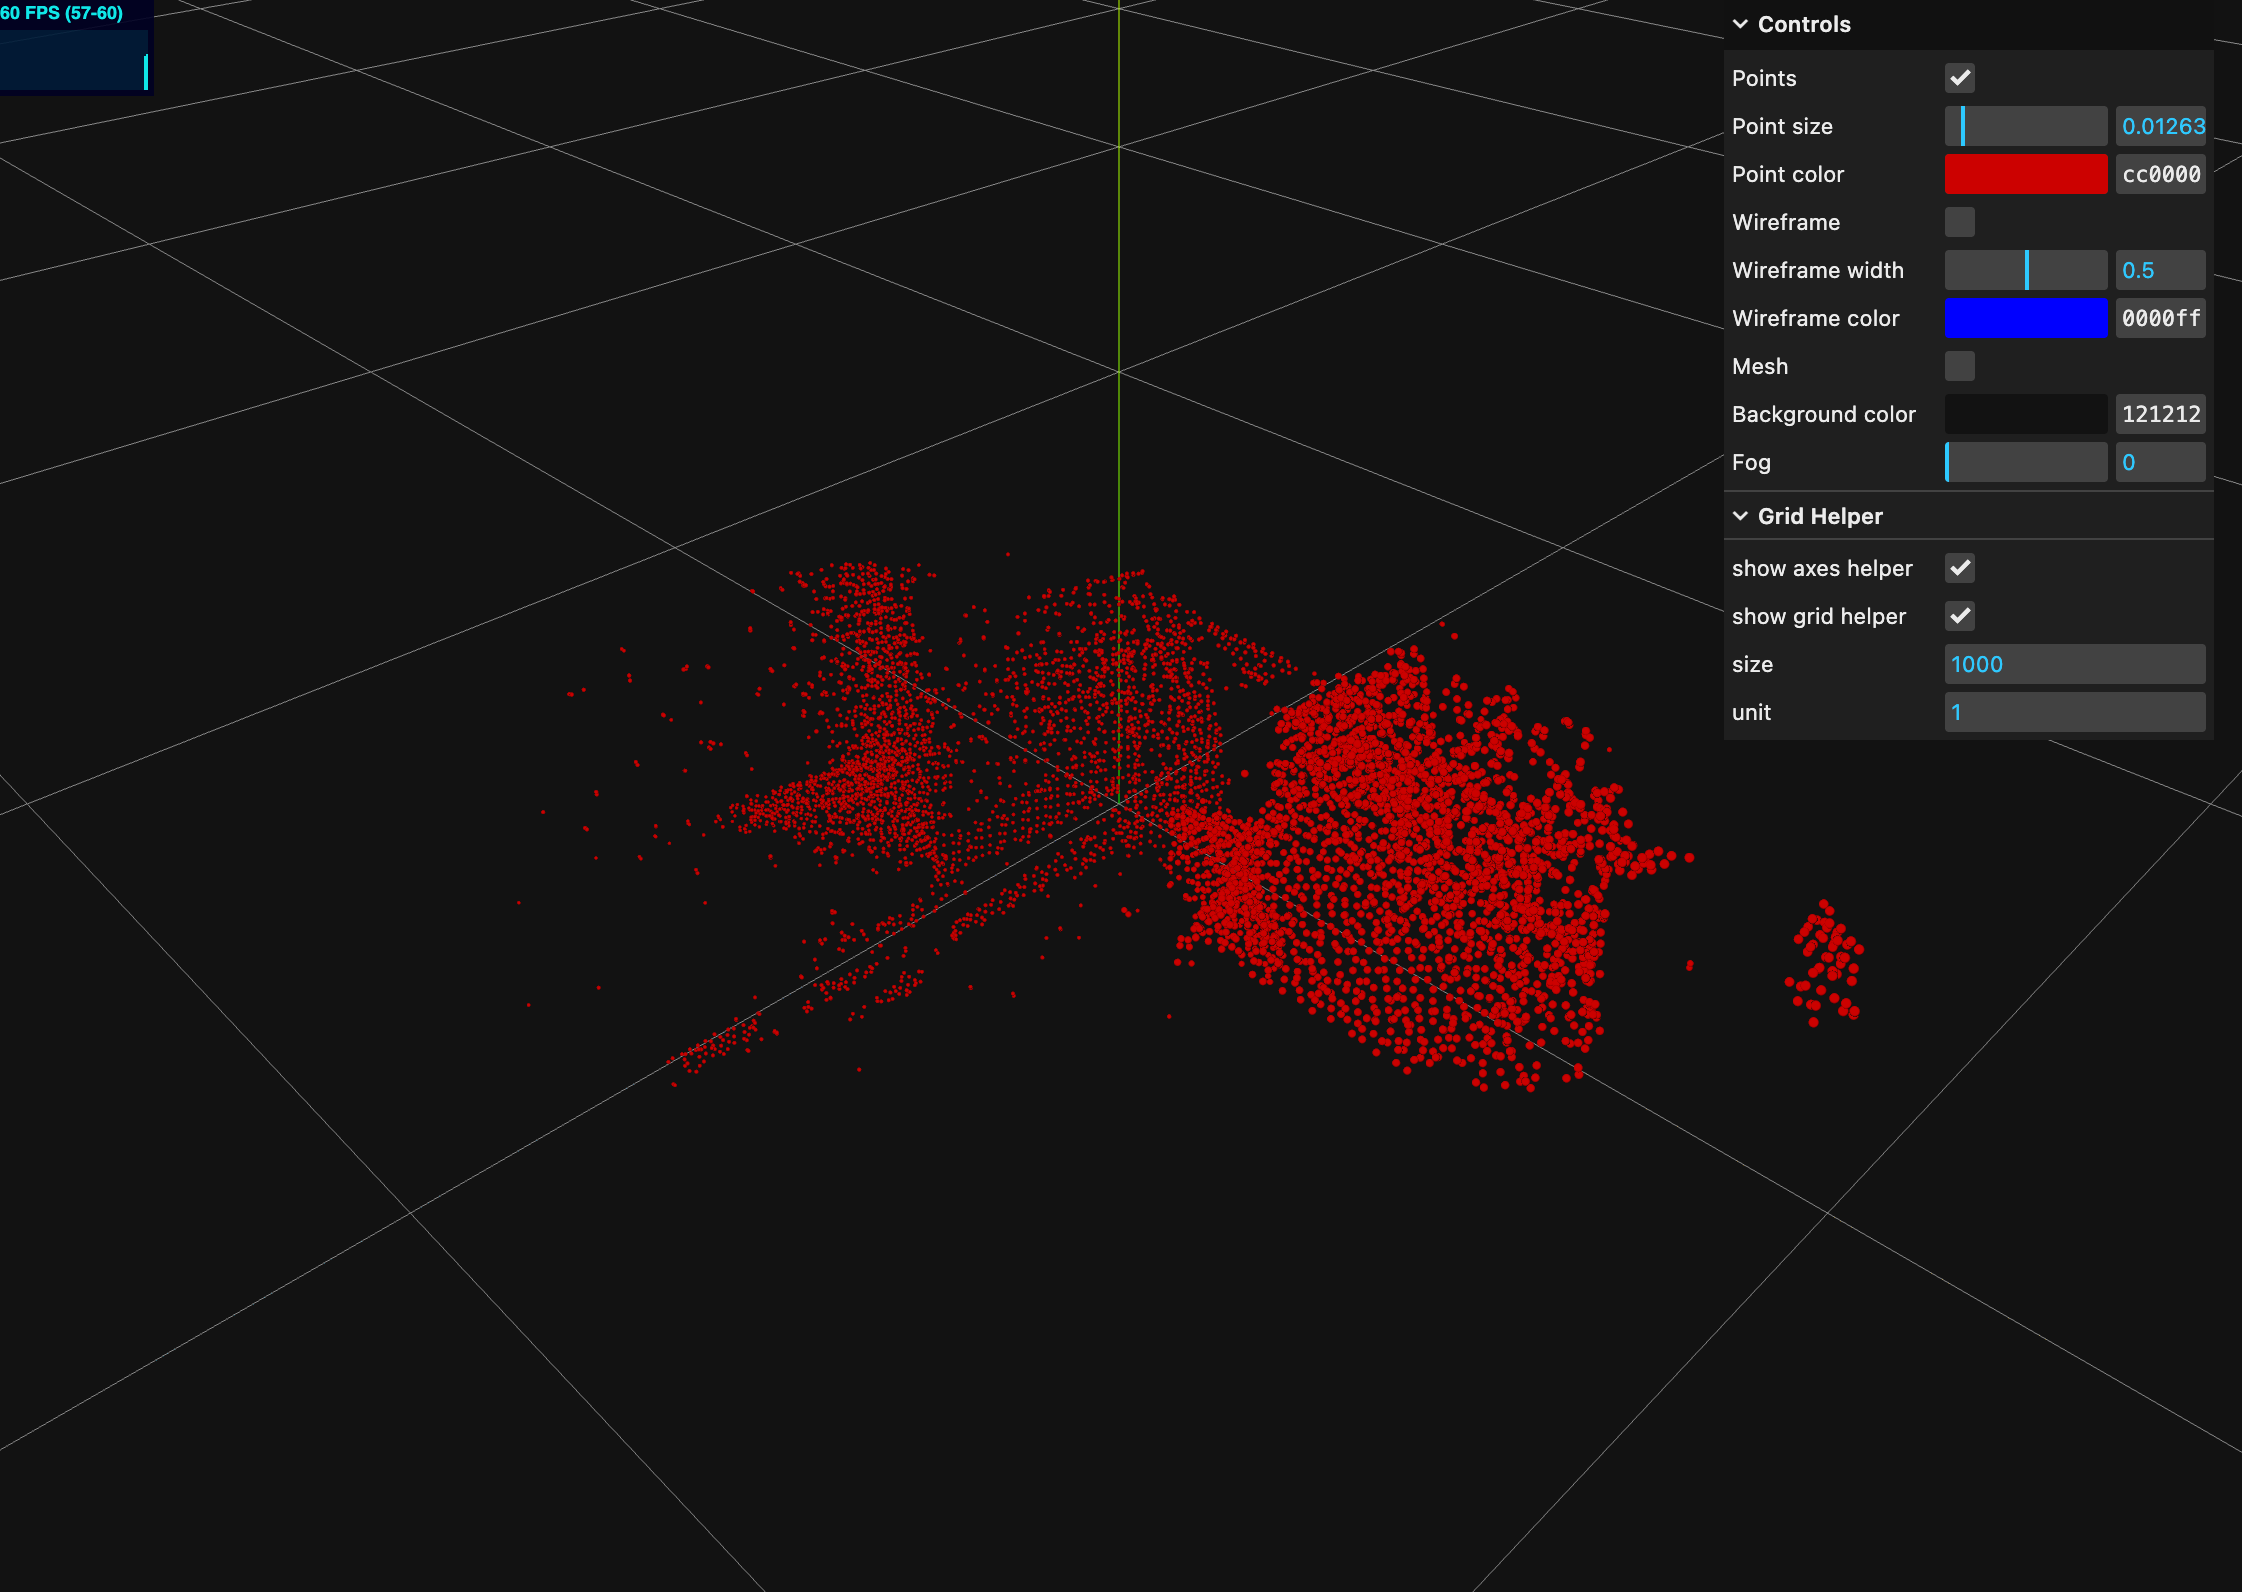 60 FPS (57-60)
Controls
Points
Point size 0.01263
Point color cc0000
Wireframe
Wireframe width 0.5
Wireframe color 0000ff
Mesh
Background color 121212
Fog 0
Grid Helper
show axes helper
show grid helper
size 1000
unit 1